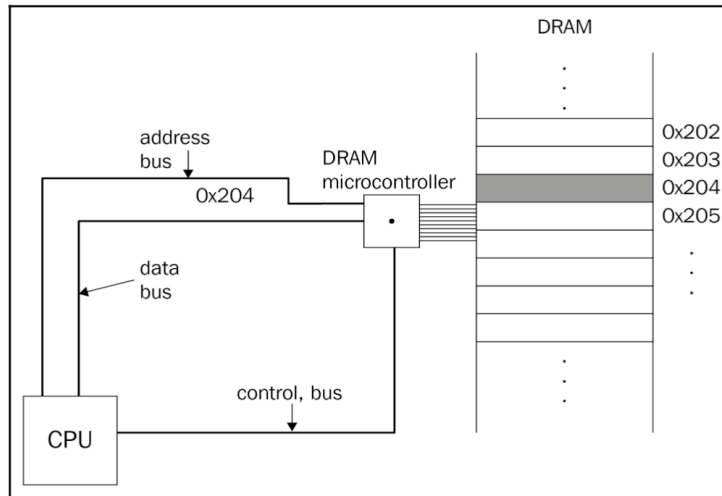 DRAM
0x202
0x203
0x204
0x205
address
bus
0x204
DRAM
microcontroller
data
bus
control, bus
CPU